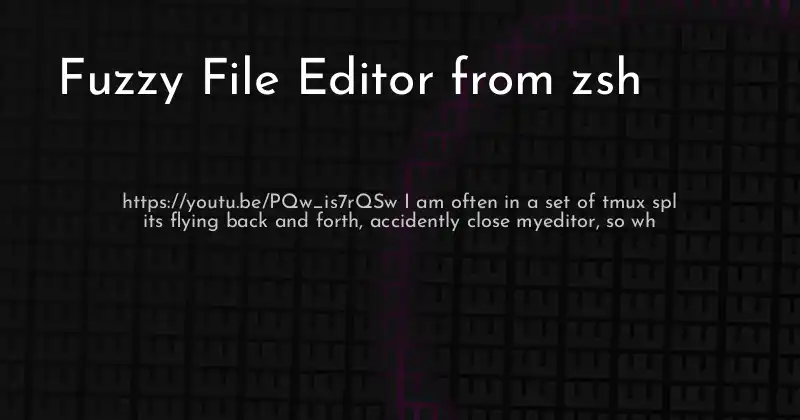 Fuzzy File Editor from zsh
https://youtu.be/PQw_is7rQSw I am often in a set of tmux spl
its flying back and forth, accidently close myeditor, so wh